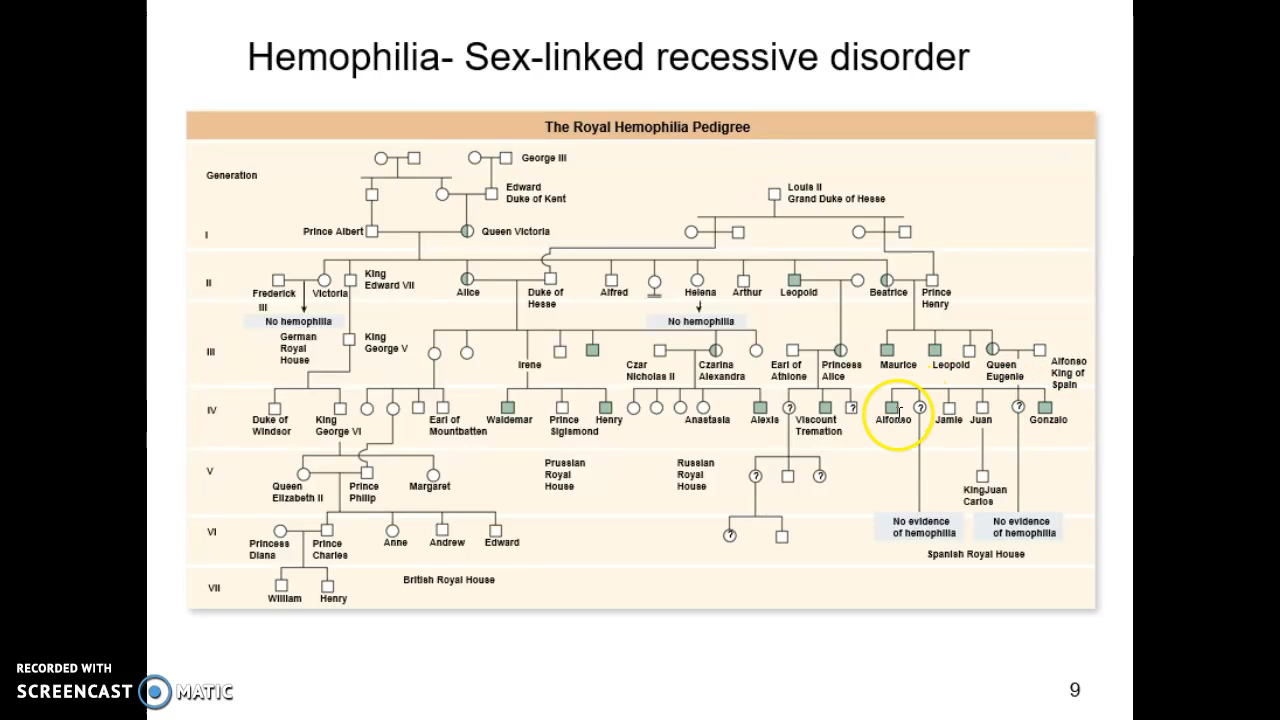 Hemophilia- Sex-linked recessive disorder
The Royal Hemophilia Pedigree
Generation
George III
Edward
Duke of Kent
Louis II
Grand Duke of Hesse
I
Prince Albert
Queen Victoria
II
Frederick
III
Victoria
King
Edward VII
Alice
Duke of
Hesse
Alfred
Helena
Arthur
Leopold
Beatrice
Prince
Henry
No hemophilia
No hemophilia
German
Royal
House
III
King
George V
Irene
Czar
Nicholas II
Czarina
Alexandra
Earl of
Athlone
Princess
Alice
Maurice
Leopold
Queen
Eugenie
Alfonso
King of
Spain
IV
Duke of
Windsor
King
George VI
Earl of
Mountbatten
Waldemar
Prince
Sigismond
Henry
Anastasia
Alexis
?
Viscount
Tremation
?
Alfonso
?
Jamie
Juan
?
Gonzalo
V
Queen
Elizabeth II
Prince
Philip
Margaret
Prussian
Royal
House
Russian
Royal
House
?
?
KingJuan
Carlos
VI
Princess
Diana
Prince
Charles
Anne
Andrew
Edward
?
No evidence
of hemophilia
No evidence
of hemophilia
Spanish Royal House
VII
William
Henry
British Royal House
RECORDED WITH
SCREENCAST MATIC
9